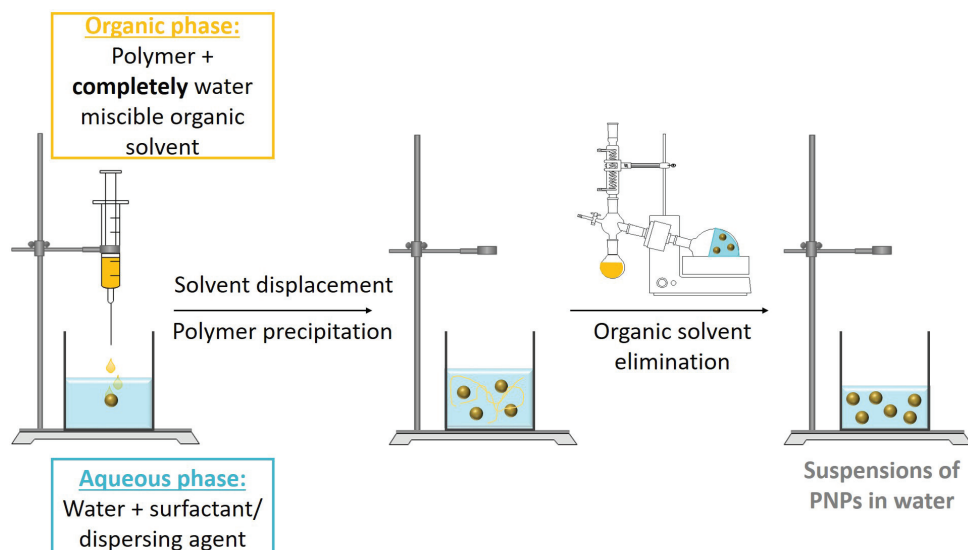 Organic phase:
Polymer +
completely water
miscible organic
solvent
Solvent displacement
Polymer precipitation
Organic solvent
elimination
Aqueous phase:
Water + surfactant/
dispersing agent
Suspensions of
PNPs in water